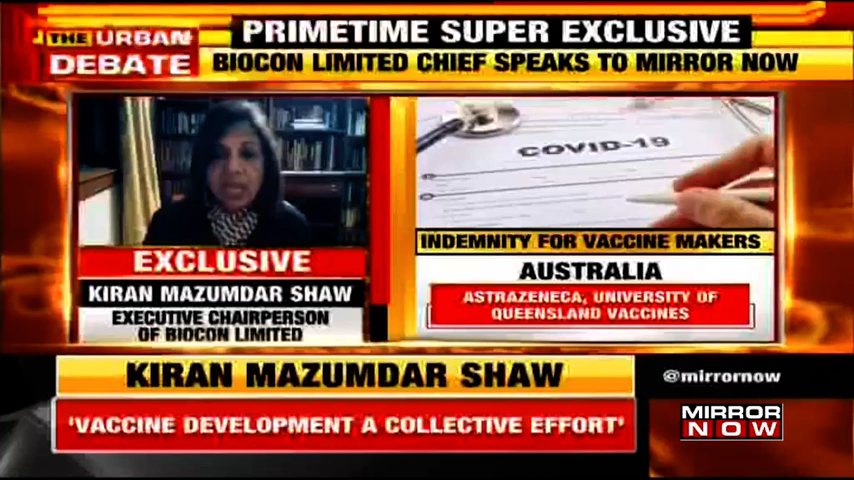 THE URBAN
DEBATE
PRIMETIME SUPER EXCLUSIVE
BIOCON LIMITED CHIEF SPEAKS TO MIRROR NOW
EXCLUSIVE
KIRAN MAZUMDAR SHAW
EXECUTIVE CHAIRPERSON
OF BIOCON LIMITED
COVID-19
INDEMNITY FOR VACCINE MAKERS
AUSTRALIA
ASTRAZENECA, UNIVERSITY OF
QUEENSLAND VACCINES
KIRAN MAZUMDAR SHAW
'VACCINE DEVELOPMENT A COLLECTIVE EFFORT'
@mirrornow
MIRROR
NOW